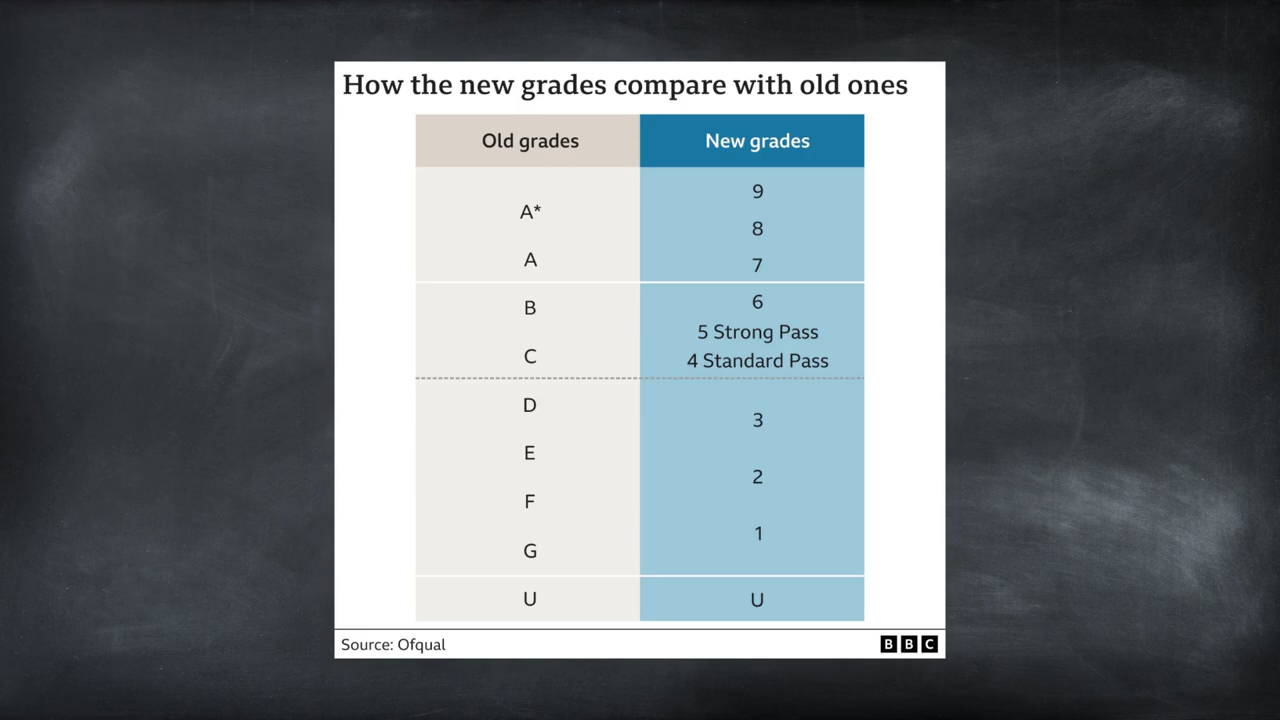 How the new grades compare with old ones
Old grades New grades
9
A*
8
A 7
B 6
5 Strong Pass
C 4 Standard Pass
D
3
E
2
F
1
G
U U
Source: Ofqual BBC